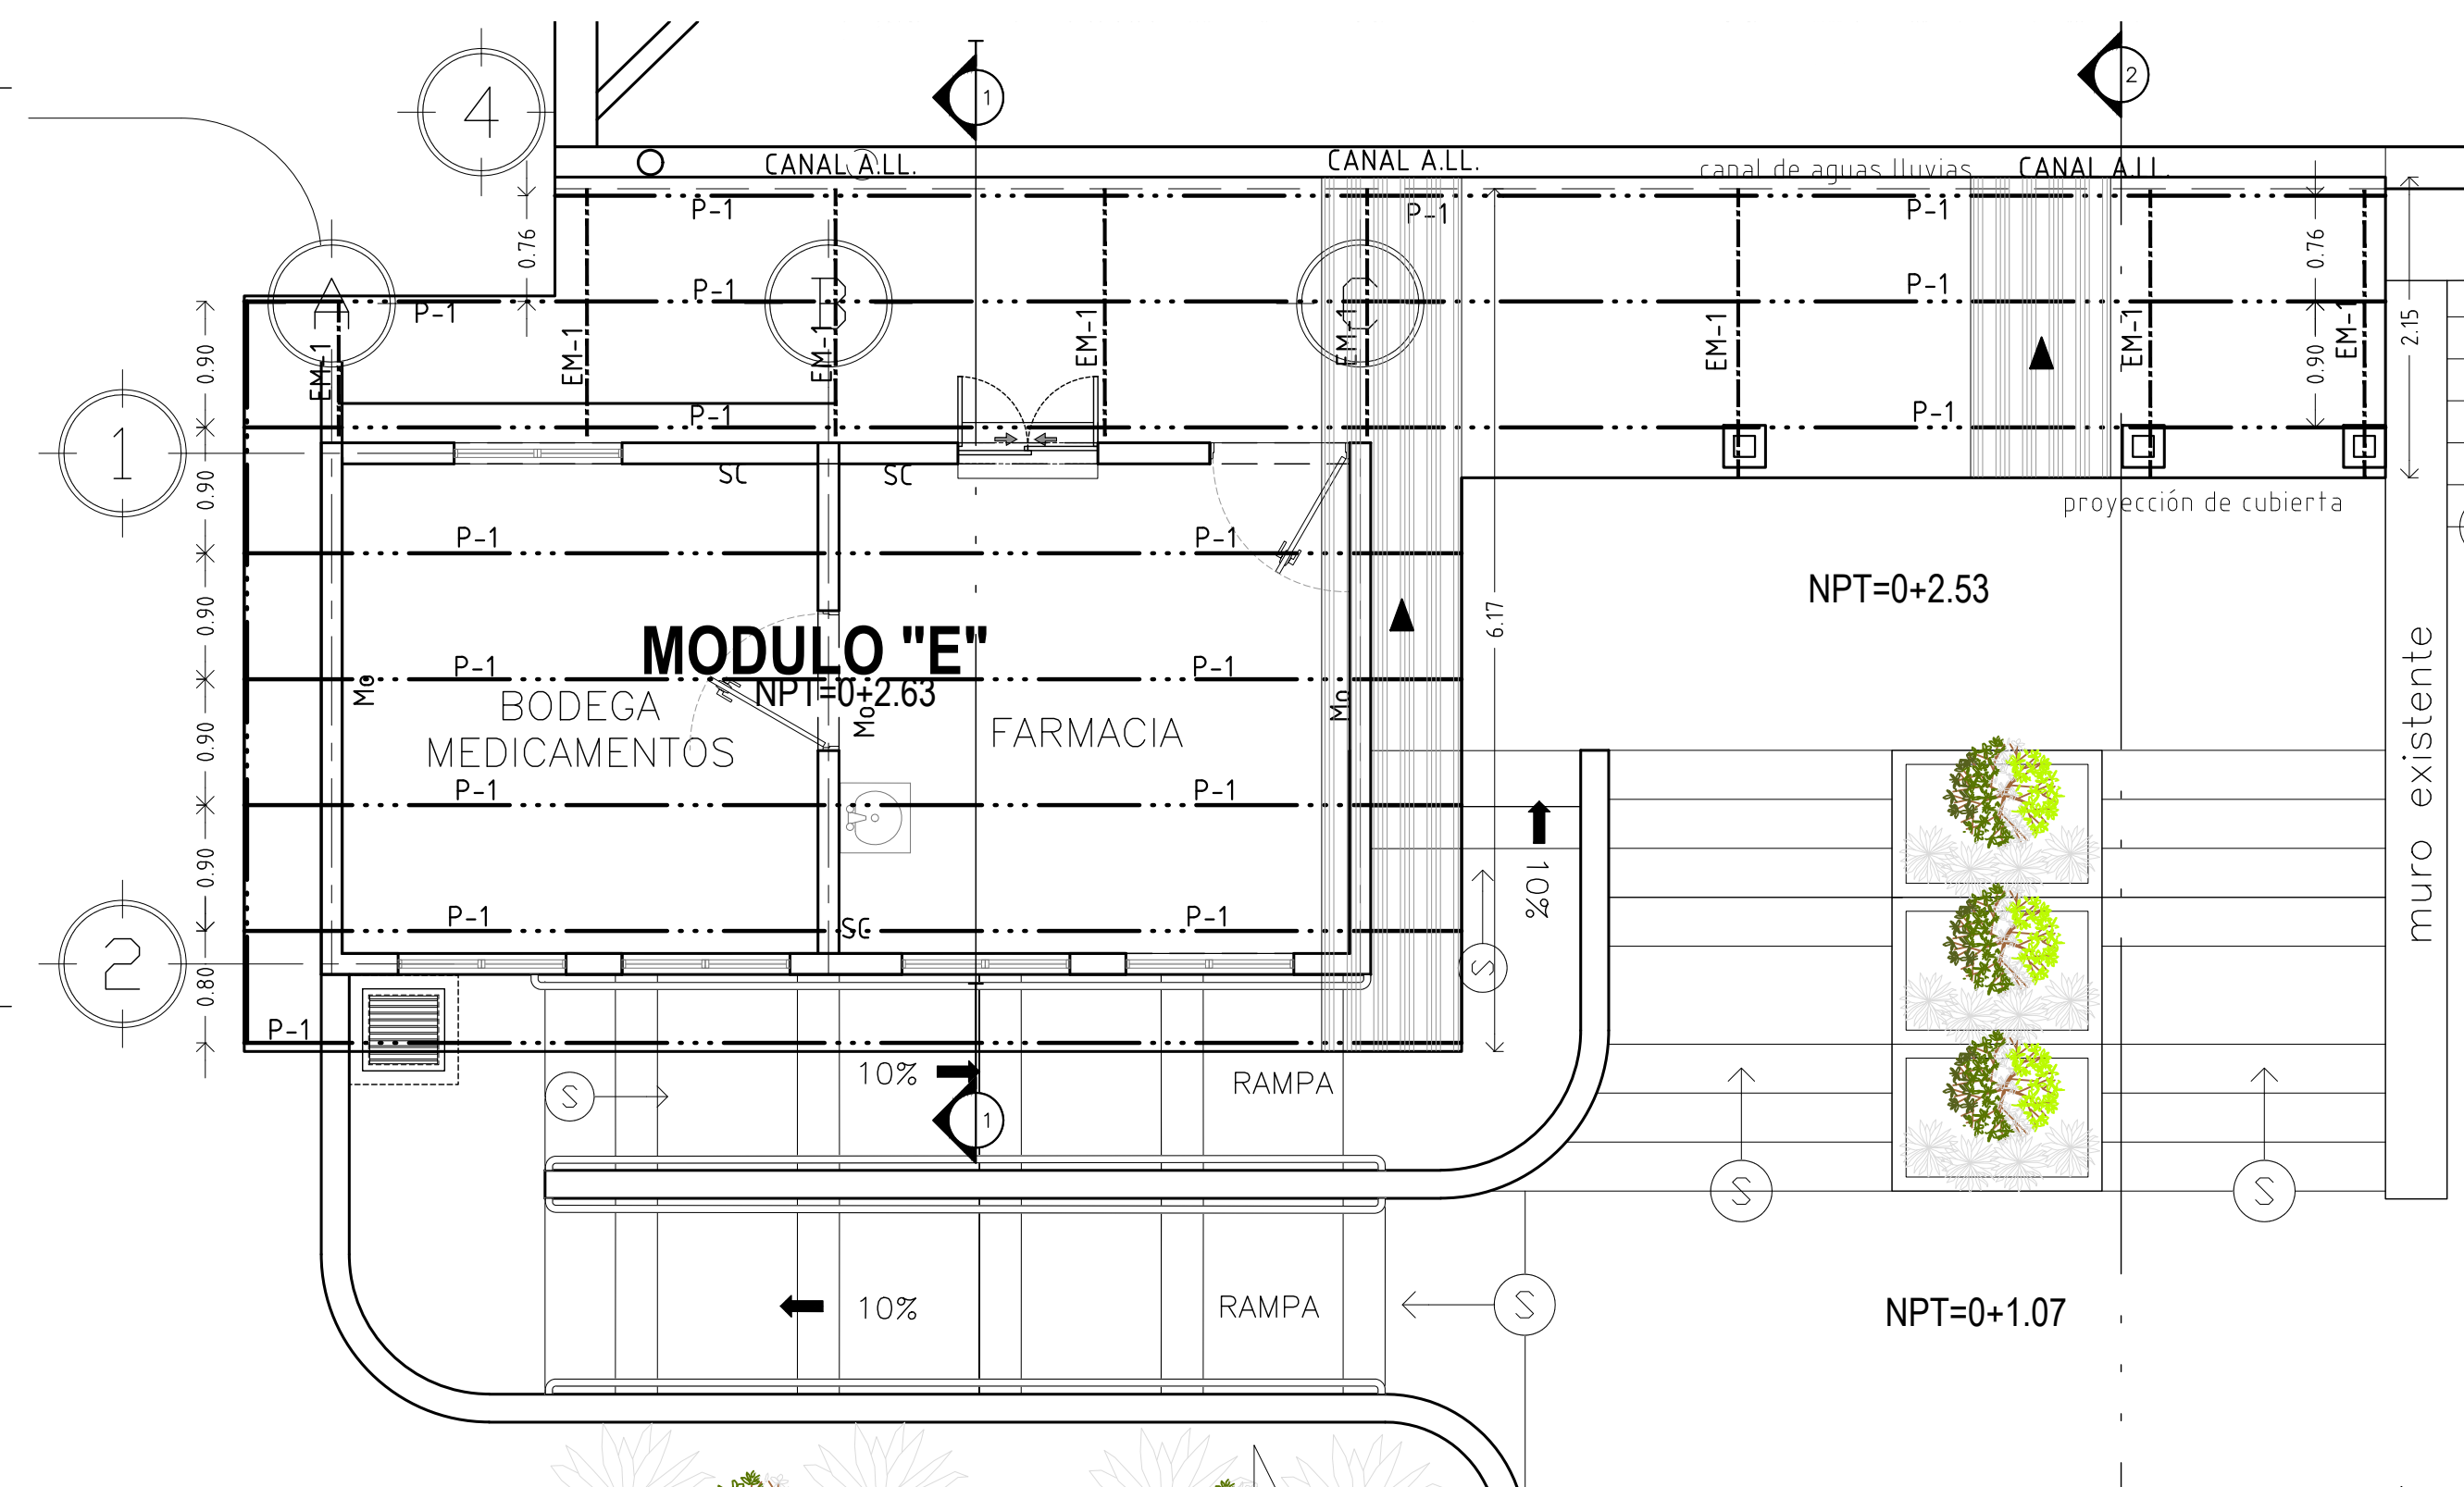 4
1
2
CANAL A.LL.
CANAL A.LL.
canal de aguas lluvias
CANAL A.LL.
P-1
P-1
P-1
0.76
A
B
C
P-1
P-1
P-1
0.76
2.15
0.90
EM-1
EM-1
EM-1
EM-1
EM-1
EM-1
EM-1
EM-1
0.90
P-1
P-1
1
0.90
SC
SC
proyección de cubierta
P-1
P-1
NPT=0+2.53
0.90
6.17
MODULO "E"
NPT=0+2.63
P-1
P-1
Mo
Mo
Mo
BODEGA
MEDICAMENTOS
FARMACIA
muro existente
0.90
P-1
P-1
0.90
10%
P-1
SC
P-1
2
0.80
S
P-1
10%
RAMPA
S
1
S
S
10%
RAMPA
S
NPT=0+1.07